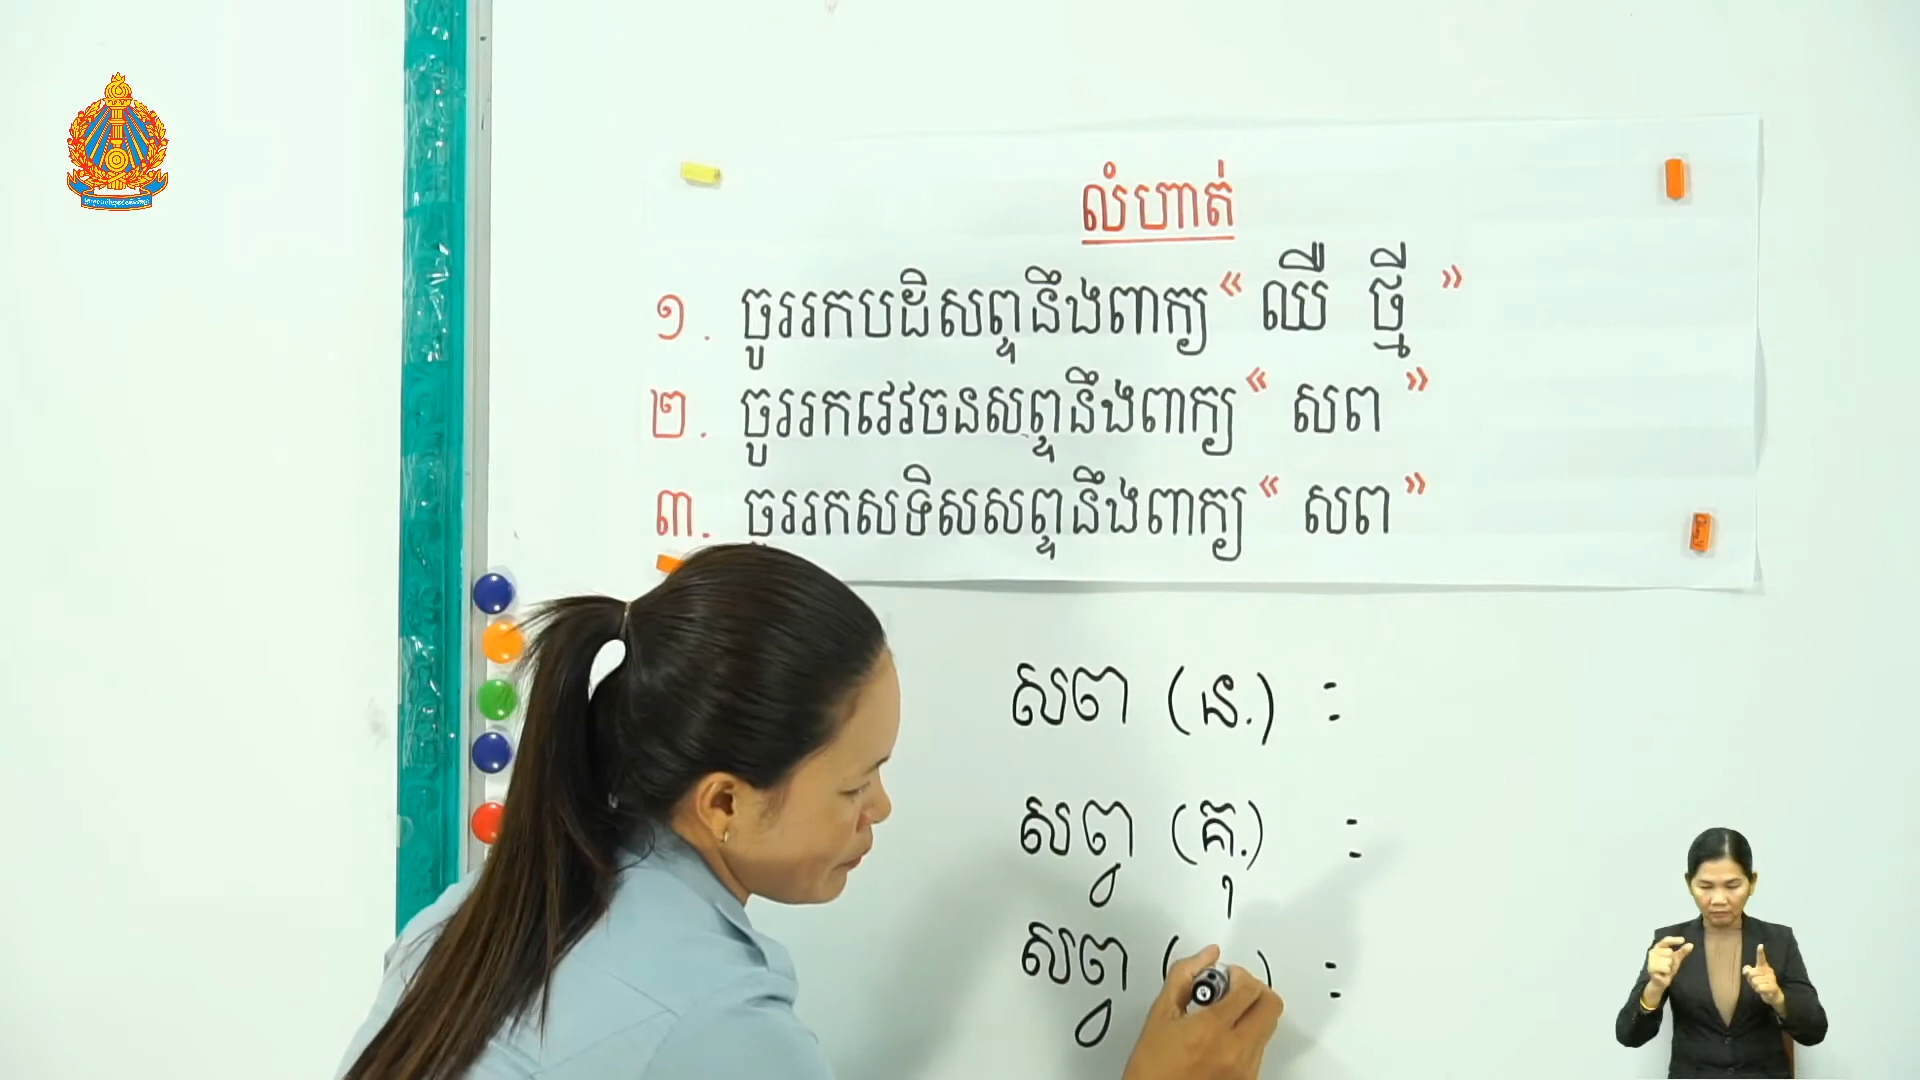 លំហាត់
១. ចូររកបដិសព្ទនឹងពាក្យ “ ឈឺ ថ្មី ”
២. ចូររកវេវចនសព្ទនឹងពាក្យ “ សព ”
៣. ចូររកសទិសសព្ទនឹងពាក្យ “ សព ”
សព (ន.) :
សព្វ (គុ.) :
សព្វ ( ) :